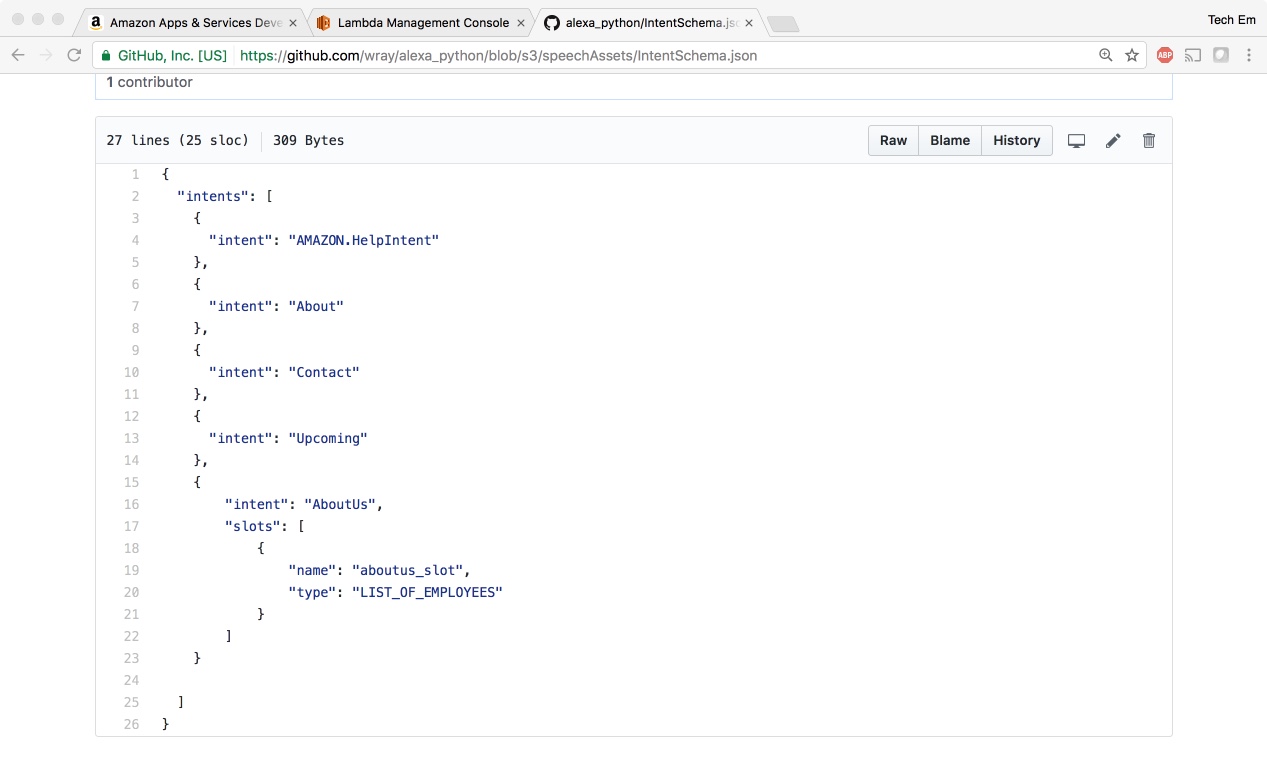 Amazon Apps & Services Deve
Lambda Management Console
alexa_python/IntentSchema.js
Tech Em
GitHub, Inc. [US] https://github.com/wray/alexa_python/blob/s3/speechAssets/IntentSchema.json
ABP
1 contributor
27 lines (25 sloc) 309 Bytes
Raw Blame History
1 {
2 "intents": [
3 {
4 "intent": "AMAZON.HelpIntent"
5 },
6 {
7 "intent": "About"
8 },
9 {
10 "intent": "Contact"
11 },
12 {
13 "intent": "Upcoming"
14 },
15 {
16 "intent": "AboutUs",
17 "slots": [
18 {
19 "name": "aboutus_slot",
20 "type": "LIST_OF_EMPLOYEES"
21 }
22 ]
23 }
24
25 ]
26 }